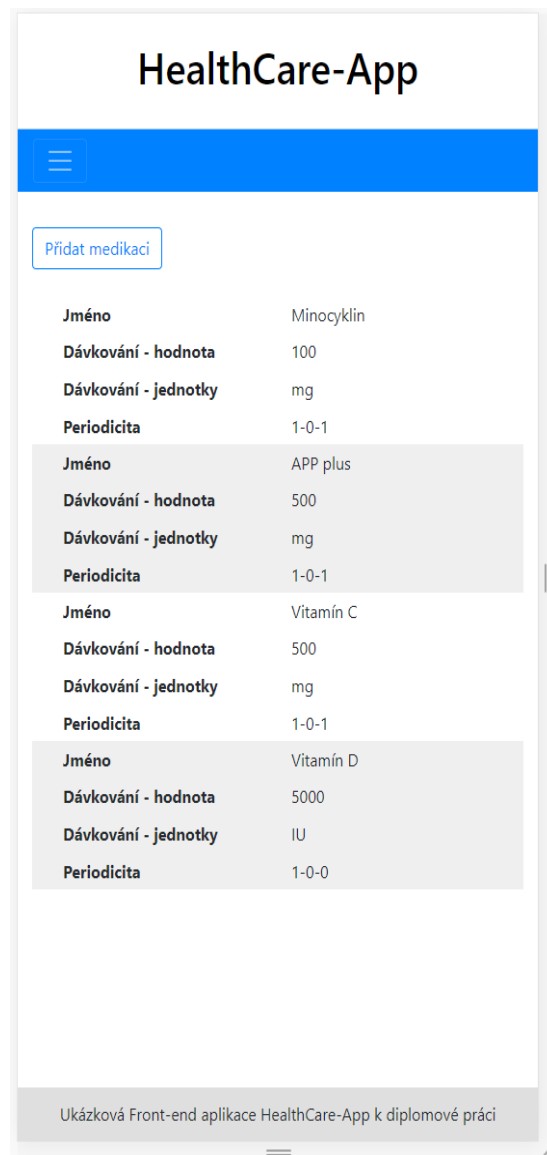 HealthCare-App
Přidat medikaci
Jméno Minocyklin
Dávkování - hodnota 100
Dávkování - jednotky mg
Periodicita 1-0-1
Jméno APP plus
Dávkování - hodnota 500
Dávkování - jednotky mg
Periodicita 1-0-1
Jméno Vitamín C
Dávkování - hodnota 500
Dávkování - jednotky mg
Periodicita 1-0-1
Jméno Vitamín D
Dávkování - hodnota 5000
Dávkování - jednotky IU
Periodicita 1-0-0
Ukázková Front-end aplikace HealthCare-App k diplomové práci